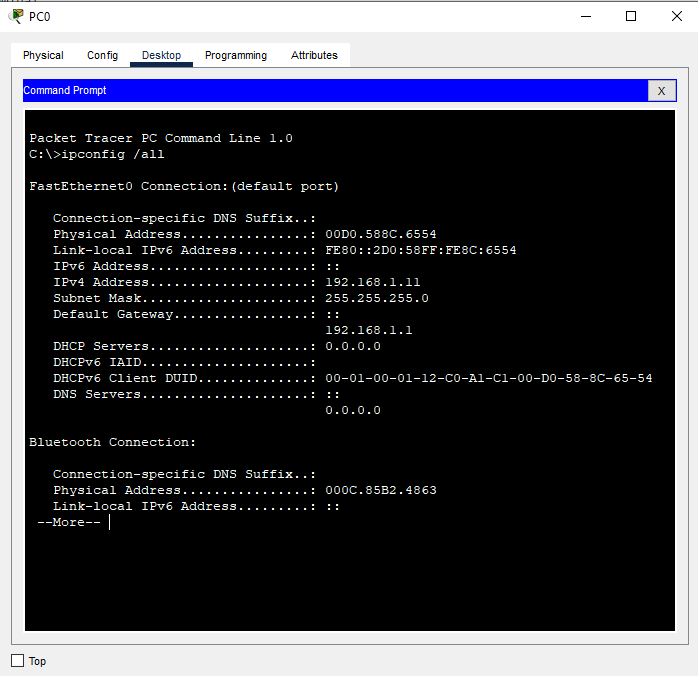 PC0
Physical Config Desktop Programming Attributes
Command Prompt X
Packet Tracer PC Command Line 1.0
C:\>ipconfig /all
FastEthernet0 Connection:(default port)
Connection-specific DNS Suffix..:
Physical Address................: 00D0.588C.6554
Link-local IPv6 Address.........: FE80::2D0:58FF:FE8C:6554
IPv6 Address....................: ::
IPv4 Address....................: 192.168.1.11
Subnet Mask.....................: 255.255.255.0
Default Gateway.................: ::
192.168.1.1
DHCP Servers....................: 0.0.0.0
DHCPv6 IAID.....................:
DHCPv6 Client DUID..............: 00-01-00-01-12-C0-A1-C1-00-D0-58-8C-65-54
DNS Servers.....................: ::
0.0.0.0
Bluetooth Connection:
Connection-specific DNS Suffix..:
Physical Address................: 000C.85B2.4863
Link-local IPv6 Address.........: ::
--More--
Top